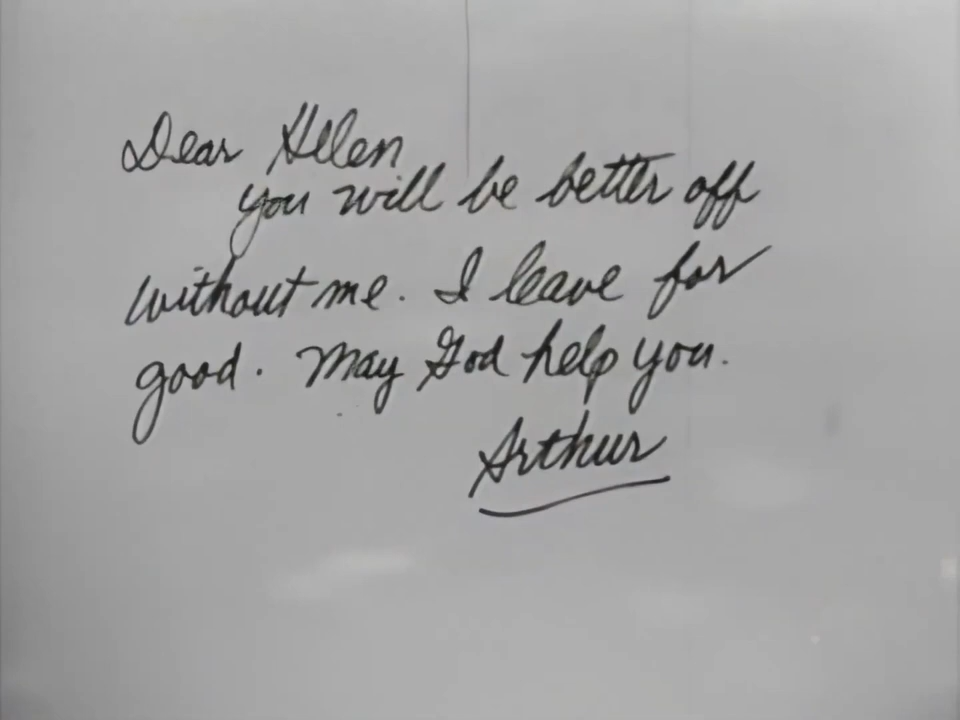 Dear Helen
you will be better off
without me. I leave for
good. May God help you.
Arthur